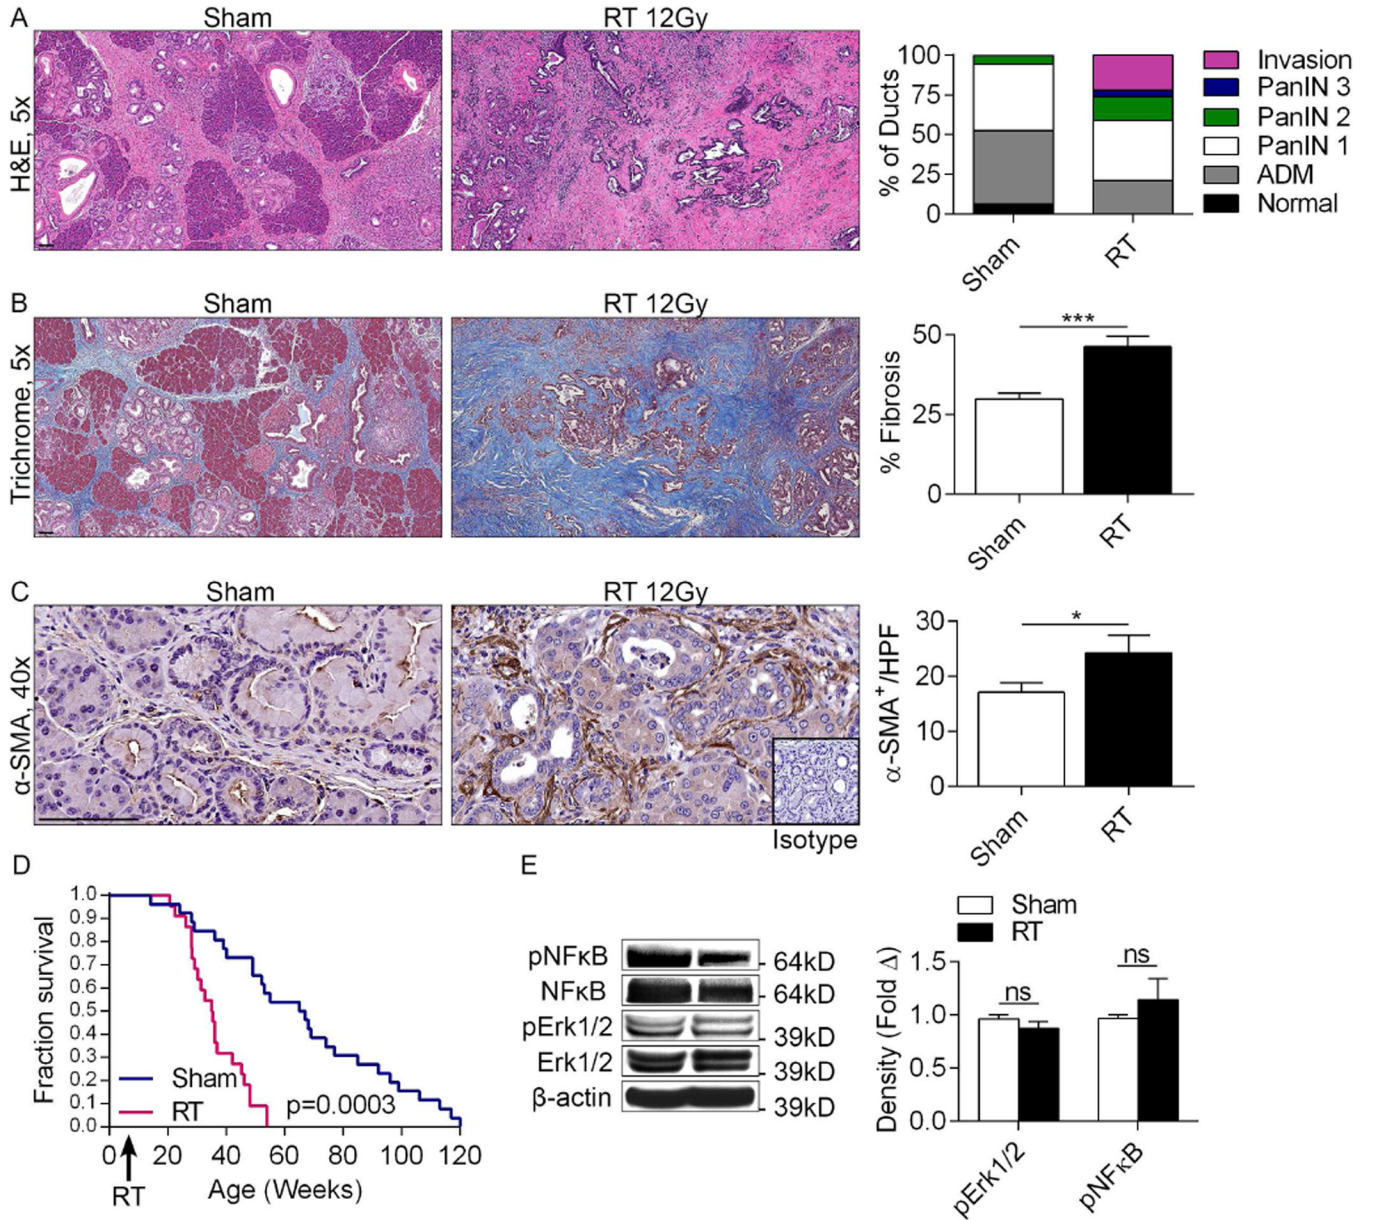 A
Sham
RT 12Gy
H&E, 5x
% of Ducts
100
75
50
25
0
Sham
RT
Invasion
PanIN 3
PanIN 2
PanIN 1
ADM
Normal
B
Sham
RT 12Gy
Trichrome, 5x
% Fibrosis
50
25
0
***
Sham
RT
C
Sham
RT 12Gy
α-SMA, 40x
Isotype
α-SMA+/HPF
30
20
10
0
*
Sham
RT
D
Fraction survival
1.0
0.9
0.8
0.7
0.6
0.5
0.4
0.3
0.2
0.1
0.0
Sham
RT
p=0.0003
0 20 40 60 80 100 120
RT
Age (Weeks)
E
pNFκB
64kD
NFκB
64kD
pErk1/2
39kD
Erk1/2
39kD
β-actin
39kD
Sham
RT
Density (Fold Δ)
1.5
1.0
0.5
0.0
ns
ns
pErk1/2
pNFκB